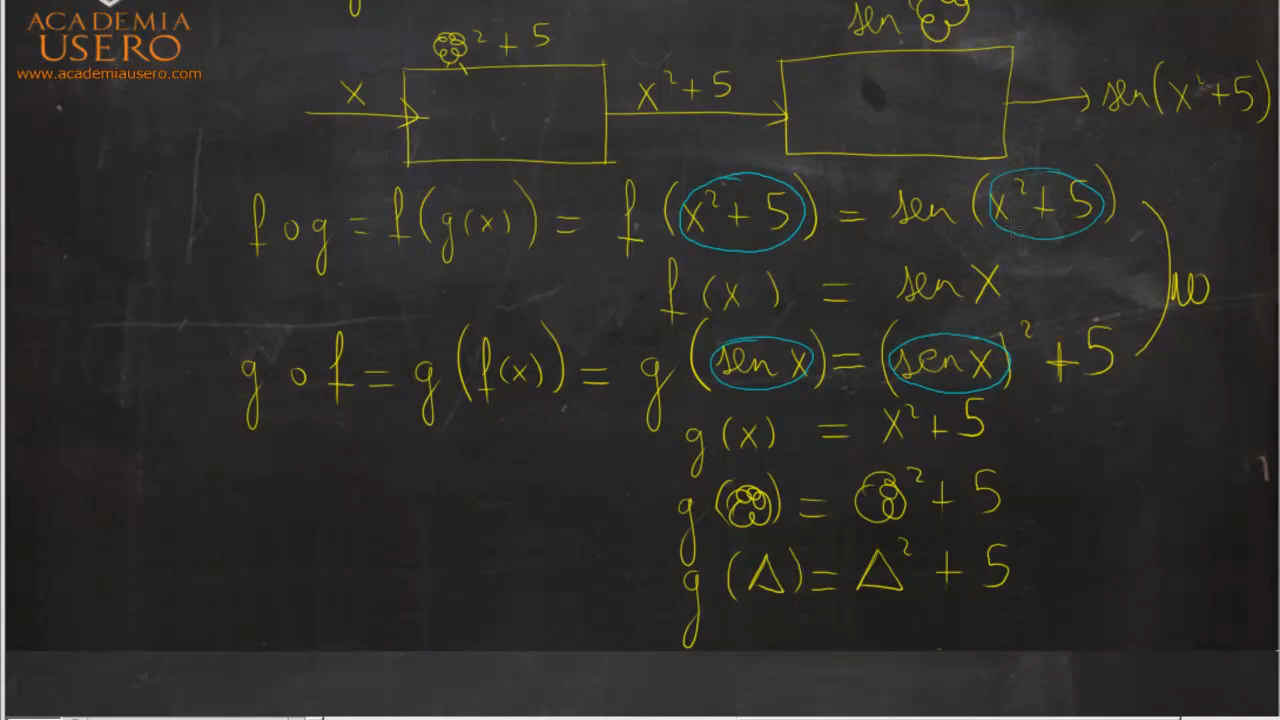 ACADEMIA
USERO
www.academiausero.com
² + 5
sen
x
x² + 5
sen(x² + 5)
f o g = f(g(x)) = f(x² + 5) = sen(x² + 5)
f(x) = sen x
no
g o f = g(f(x)) = g(sen x) = (sen x)² + 5
g(x) = x² + 5
g( ) = ² + 5
g(Δ) = Δ² + 5